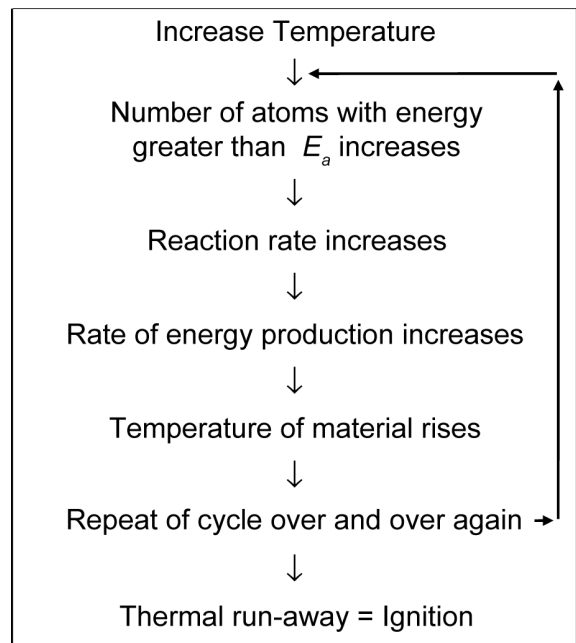 Increase Temperature
↓
Number of atoms with energy
greater than Eₐ increases
↓
Reaction rate increases
↓
Rate of energy production increases
↓
Temperature of material rises
↓
Repeat of cycle over and over again →
↓
Thermal run-away = Ignition